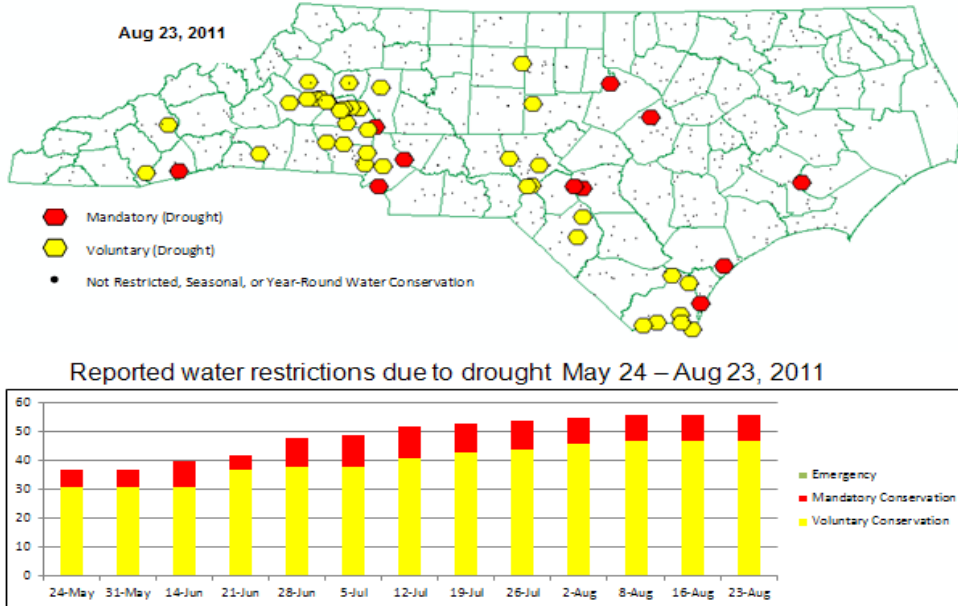 Aug 23, 2011
Mandatory (Drought)
Voluntary (Drought)
Not Restricted, Seasonal, or Year-Round Water Conservation
Reported water restrictions due to drought May 24 – Aug 23, 2011
60
50
40
30
20
10
0
24-May 31-May 14-Jun 21-Jun 28-Jun 5-Jul 12-Jul 19-Jul 26-Jul 2-Aug 8-Aug 16-Aug 23-Aug
Emergency
Mandatory Conservation
Voluntary Conservation